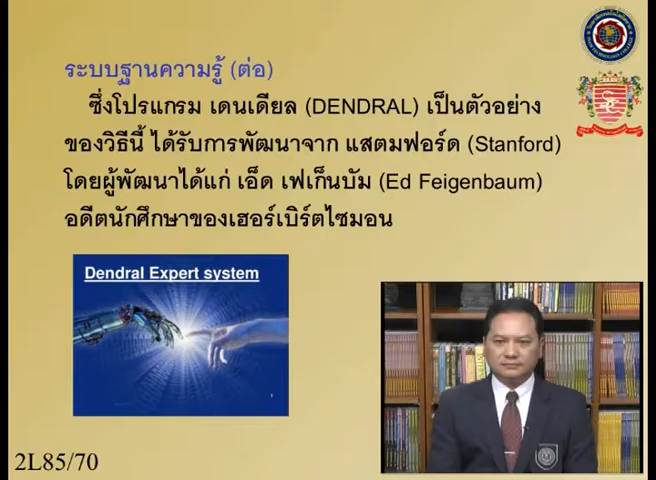 ระบบฐานความรู้ (ต่อ)
ซึ่งโปรแกรม เดนเดียล (DENDRAL) เป็นตัวอย่าง
ของวิธีนี้ ได้รับการพัฒนาจาก แสตมฟอร์ด (Stanford)
โดยผู้พัฒนาได้แก่ เอ็ด เฟเก็นบัม (Ed Feigenbaum)
อดีตนักศึกษาของเฮอร์เบิร์ตไซมอน
Dendral Expert system
2L85/70